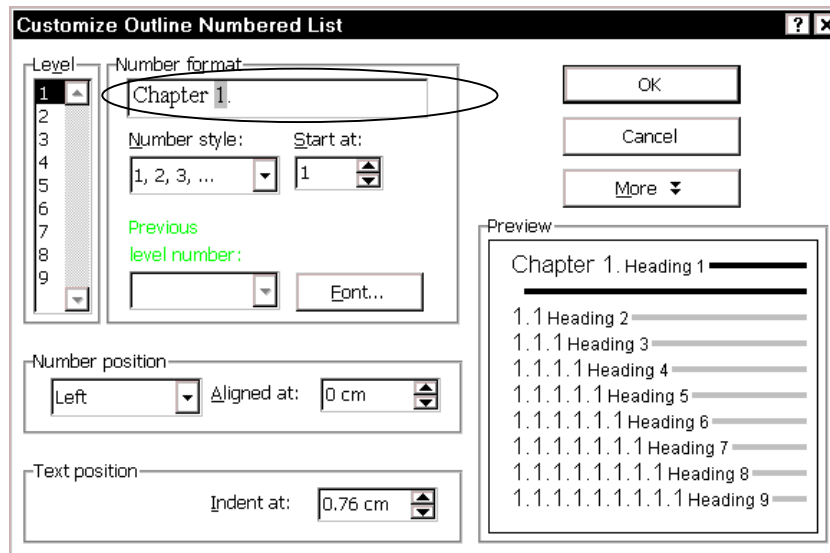 Customize Outline Numbered List
? x
Level
1
2
3
4
5
6
7
8
9
Number format
Chapter 1.
Number style:
Start at:
1, 2, 3, ...
1
Previous
level number:
Font...
OK
Cancel
More
Preview
Chapter 1. Heading 1
1.1 Heading 2
1.1.1 Heading 3
1.1.1.1 Heading 4
1.1.1.1.1 Heading 5
1.1.1.1.1.1 Heading 6
1.1.1.1.1.1.1 Heading 7
1.1.1.1.1.1.1.1 Heading 8
1.1.1.1.1.1.1.1.1 Heading 9
Number position
Left
Aligned at:
0 cm
Text position
Indent at:
0.76 cm